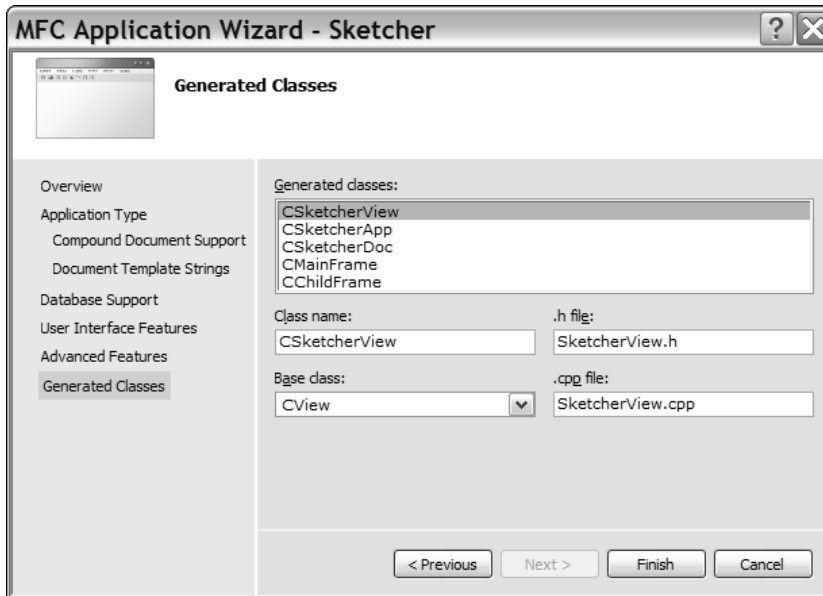 MFC Application Wizard - Sketcher
Generated Classes
Overview
Application Type
Compound Document Support
Document Template Strings
Database Support
User Interface Features
Advanced Features
Generated Classes
Generated classes:
CSketcherView
CSketcherApp
CSketcherDoc
CMainFrame
CChildFrame
Class name:
CSketcherView
.h file:
SketcherView.h
Base class:
CView
.cpp file:
SketcherView.cpp
< Previous
Next >
Finish
Cancel